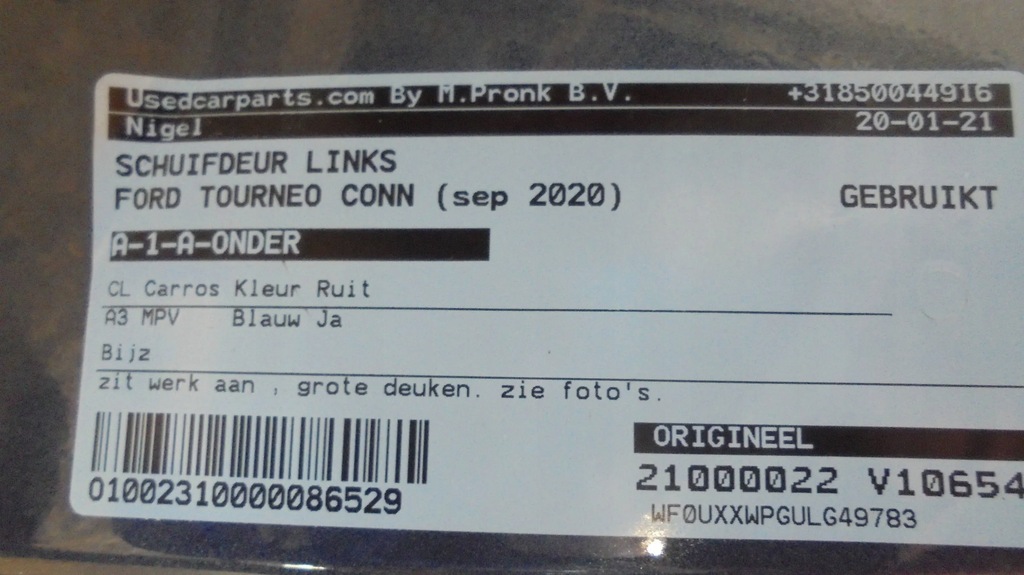 Usedcarparts.com By M.Pronk B.V. +31850044916
Nigel 20-01-21
SCHUIFDEUR LINKS
FORD TOURNEO CONN (sep 2020) GEBRUIKT
A-1-A-ONDER
CL Carros Kleur Ruit
A3 MPV Blauw Ja
Bijz
zit werk aan , grote deuken. zie foto's.
ORIGINEEL
21000022 V10654
01002310000086529
WF0UXXWPGULG49783